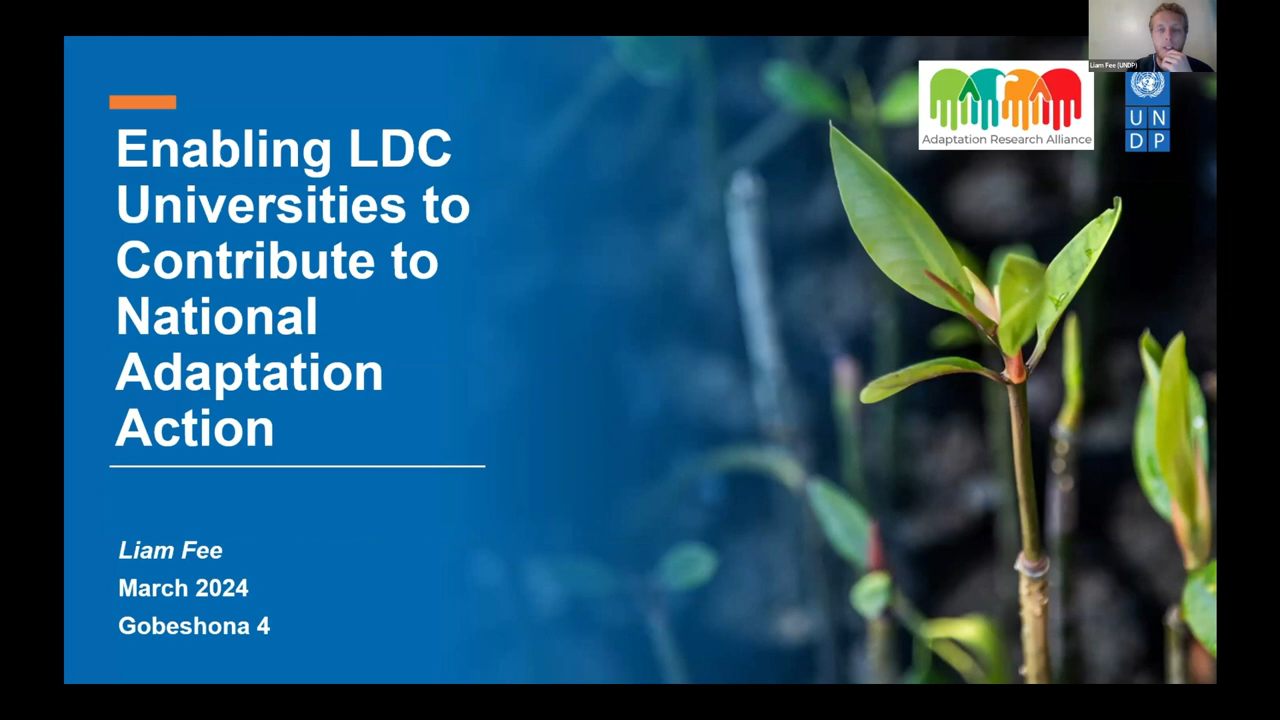 Enabling LDC
Universities to
Contribute to
National
Adaptation
Action
Liam Fee
March 2024
Gobeshona 4
Adaptation Research Alliance
U N
D P
Liam Fee (UNDP)